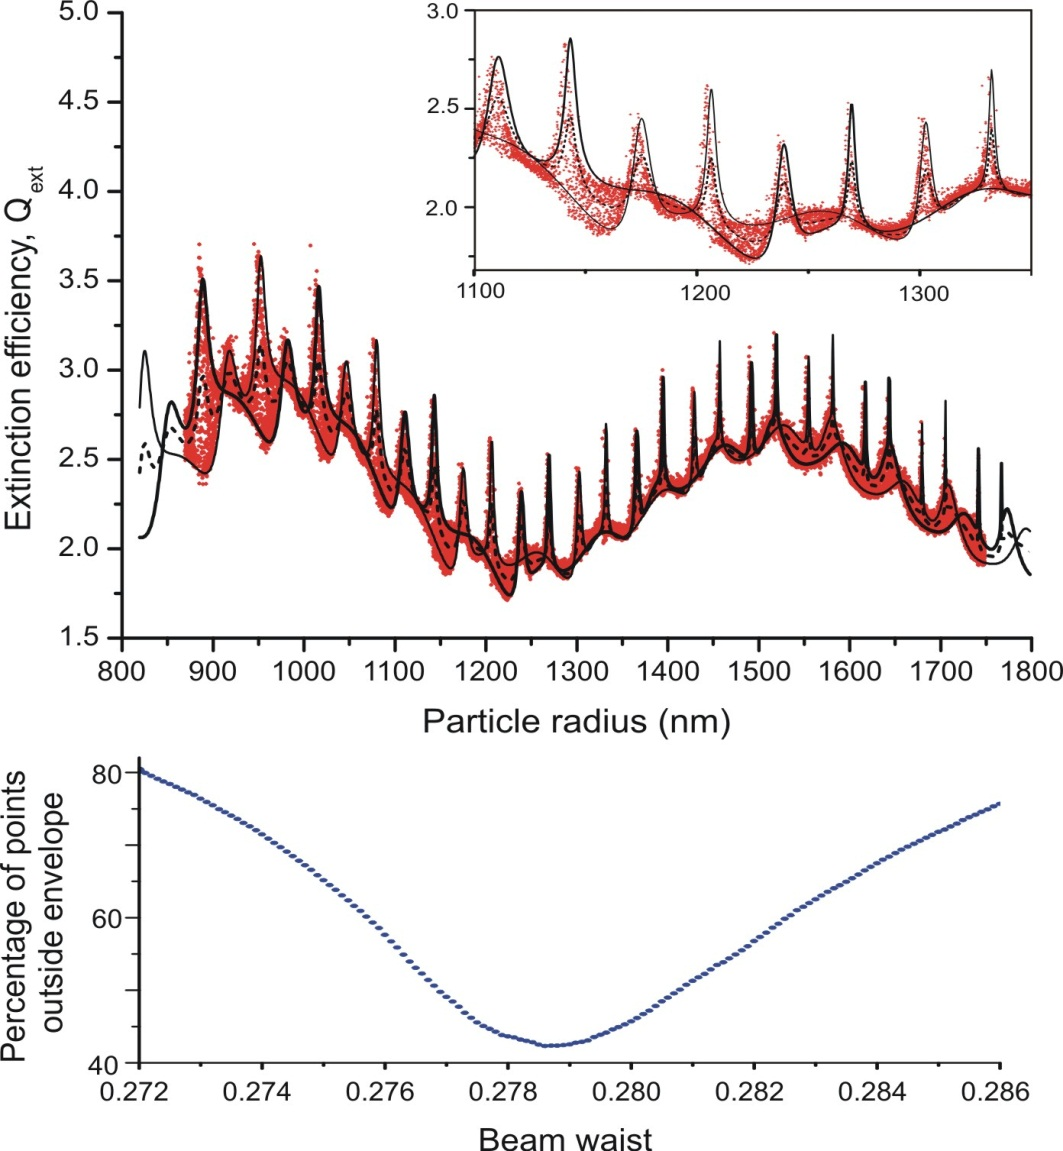 5.0
4.5
4.0
3.5
3.0
2.5
2.0
1.5
Extinction efficiency, Qext
3.0
2.5
2.0
1100 1200 1300
800 900 1000 1100 1200 1300 1400 1500 1600 1700 1800
Particle radius (nm)
80
60
40
Percentage of points
outside envelope
0.272 0.274 0.276 0.278 0.280 0.282 0.284 0.286
Beam waist